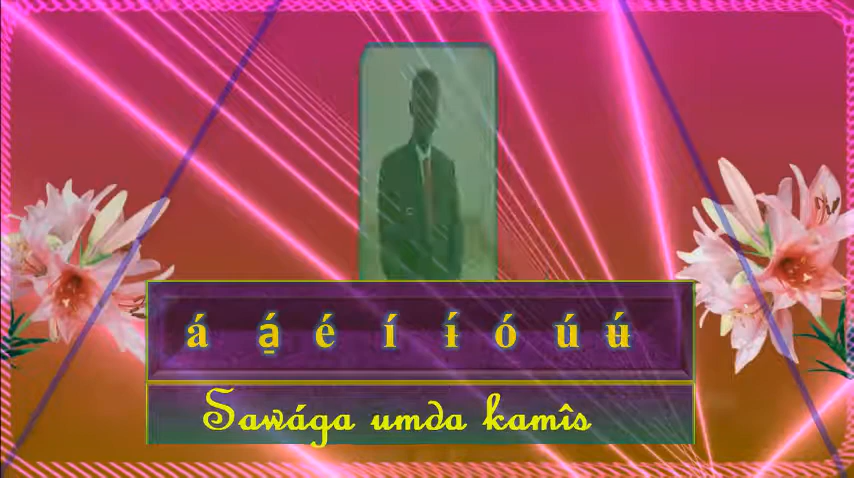 á á̱ é í ɨ́ ó ú ʉ́
Sawága umda kamîs